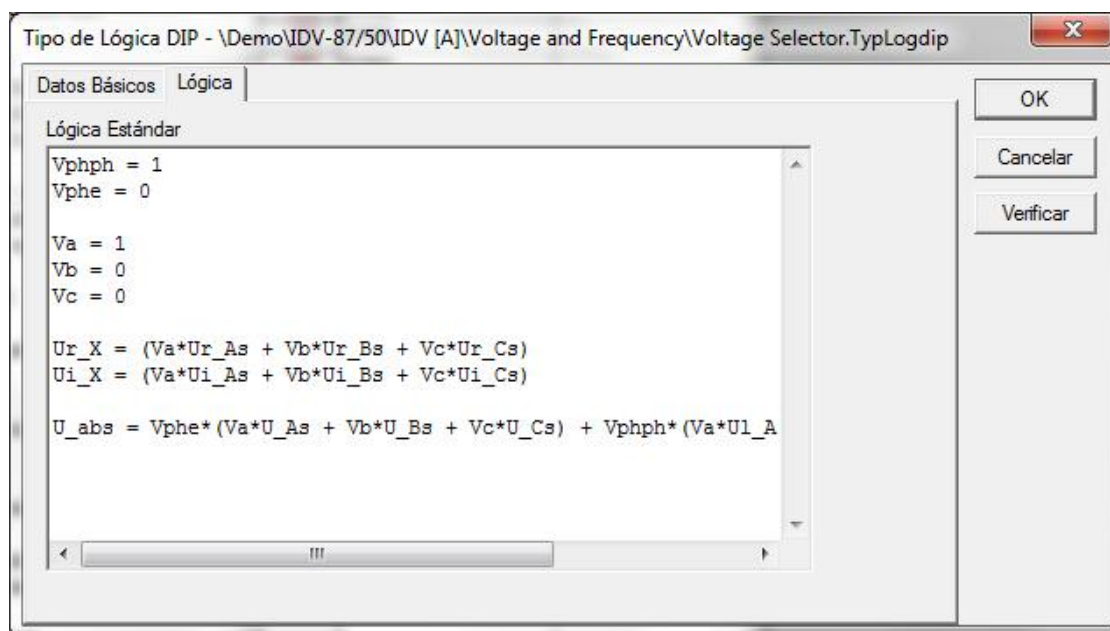 Tipo de Lógica DIP - \Demo\IDV-87/50\IDV [A]\Voltage and Frequency\Voltage Selector.TypLogdip
Datos Básicos Lógica
OK
Lógica Estándar
Cancelar
Verificar
Vphph = 1
Vphe = 0
Va = 1
Vb = 0
Vc = 0
Ur_X = (Va*Ur_As + Vb*Ur_Bs + Vc*Ur_Cs)
Ui_X = (Va*Ui_As + Vb*Ui_Bs + Vc*Ui_Cs)
U_abs = Vphe*(Va*U_As + Vb*U_Bs + Vc*U_Cs) + Vphph*(Va*Ul_A